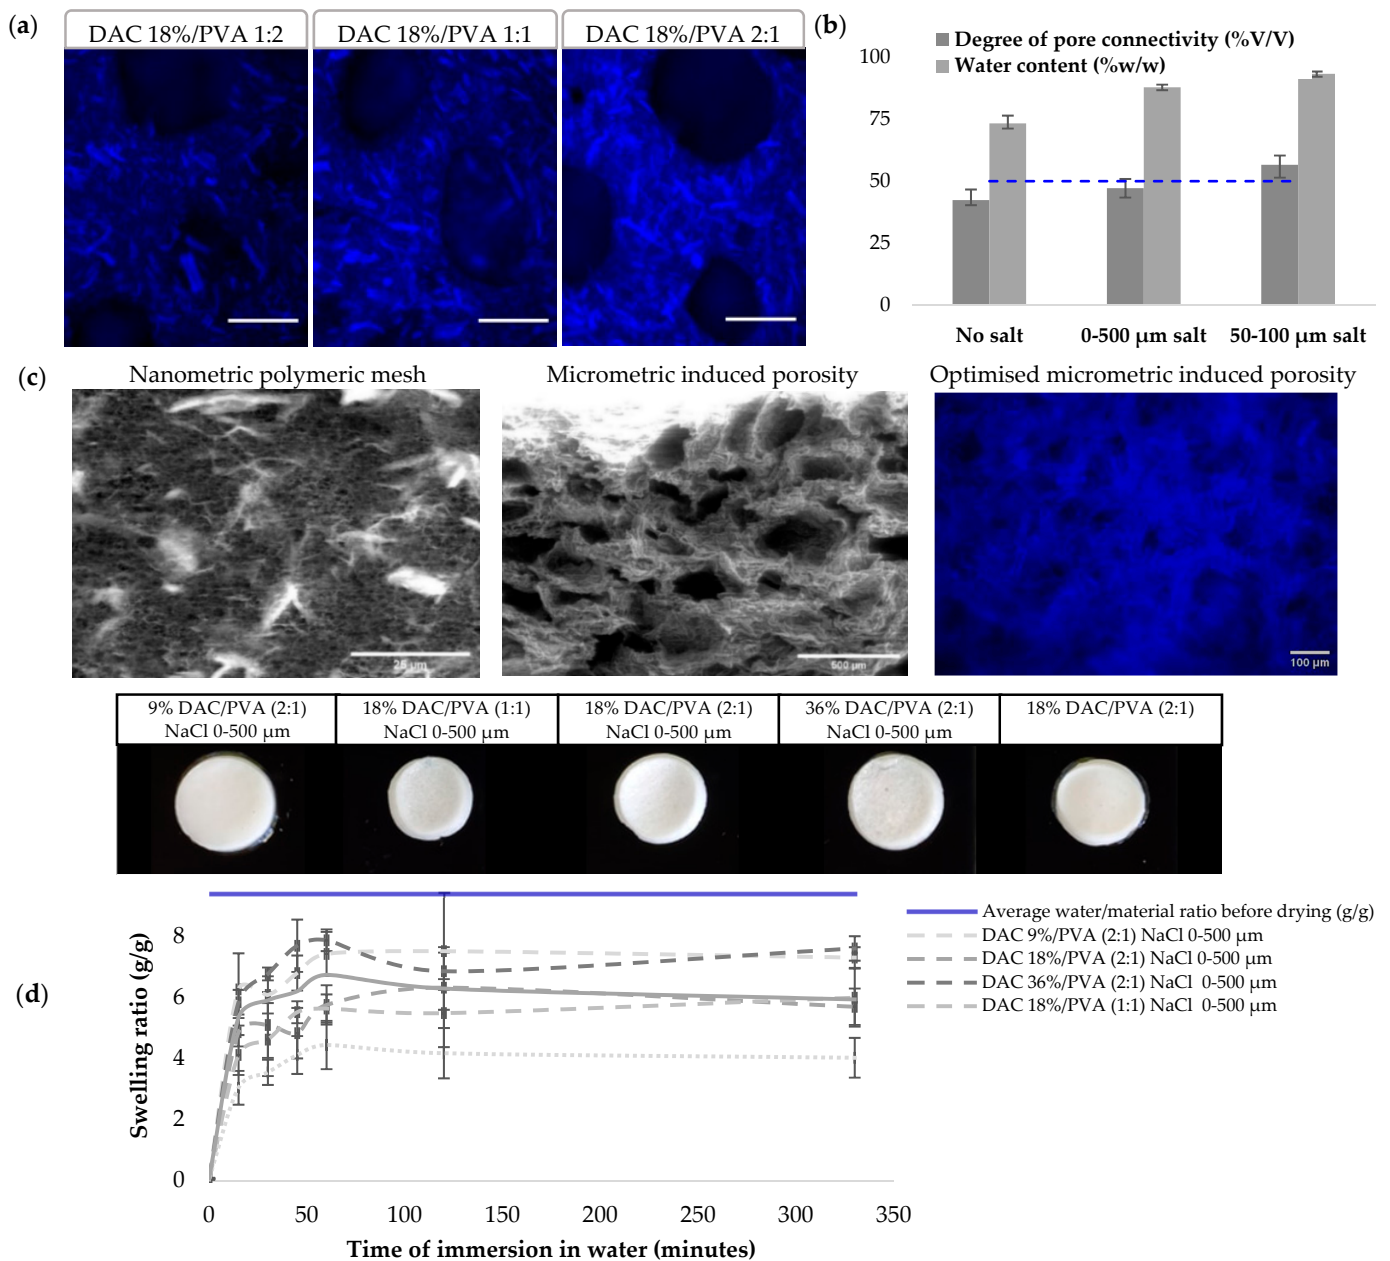 (a)
DAC 18%/PVA 1:2
DAC 18%/PVA 1:1
DAC 18%/PVA 2:1
(b)
Degree of pore connectivity (%V/V)
Water content (%w/w)
100
75
50
25
0
No salt
0-500 µm salt
50-100 µm salt
(c)
Nanometric polymeric mesh
Micrometric induced porosity
Optimised micrometric induced porosity
25 µm
500 µm
100 µm
9% DAC/PVA (2:1)
NaCl 0-500 µm
18% DAC/PVA (1:1)
NaCl 0-500 µm
18% DAC/PVA (2:1)
NaCl 0-500 µm
36% DAC/PVA (2:1)
NaCl 0-500 µm
18% DAC/PVA (2:1)
(d)
Swelling ratio (g/g)
8
6
4
2
0
0
50
100
150
200
250
300
350
Time of immersion in water (minutes)
Average water/material ratio before drying (g/g)
DAC 9%/PVA (2:1) NaCl 0-500 µm
DAC 18%/PVA (2:1) NaCl 0-500 µm
DAC 36%/PVA (2:1) NaCl 0-500 µm
DAC 18%/PVA (1:1) NaCl 0-500 µm